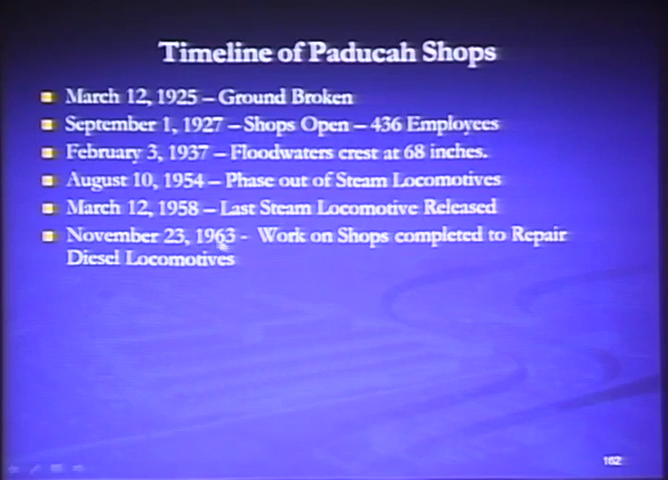 Timeline of Paducah Shops
March 12, 1925 – Ground Broken
September 1, 1927 – Shops Open – 436 Employees
February 3, 1937 – Floodwaters crest at 68 inches.
August 10, 1954 – Phase out of Steam Locomotives
March 12, 1958 – Last Steam Locomotive Released
November 23, 1963 - Work on Shops completed to Repair
Diesel Locomotives
162